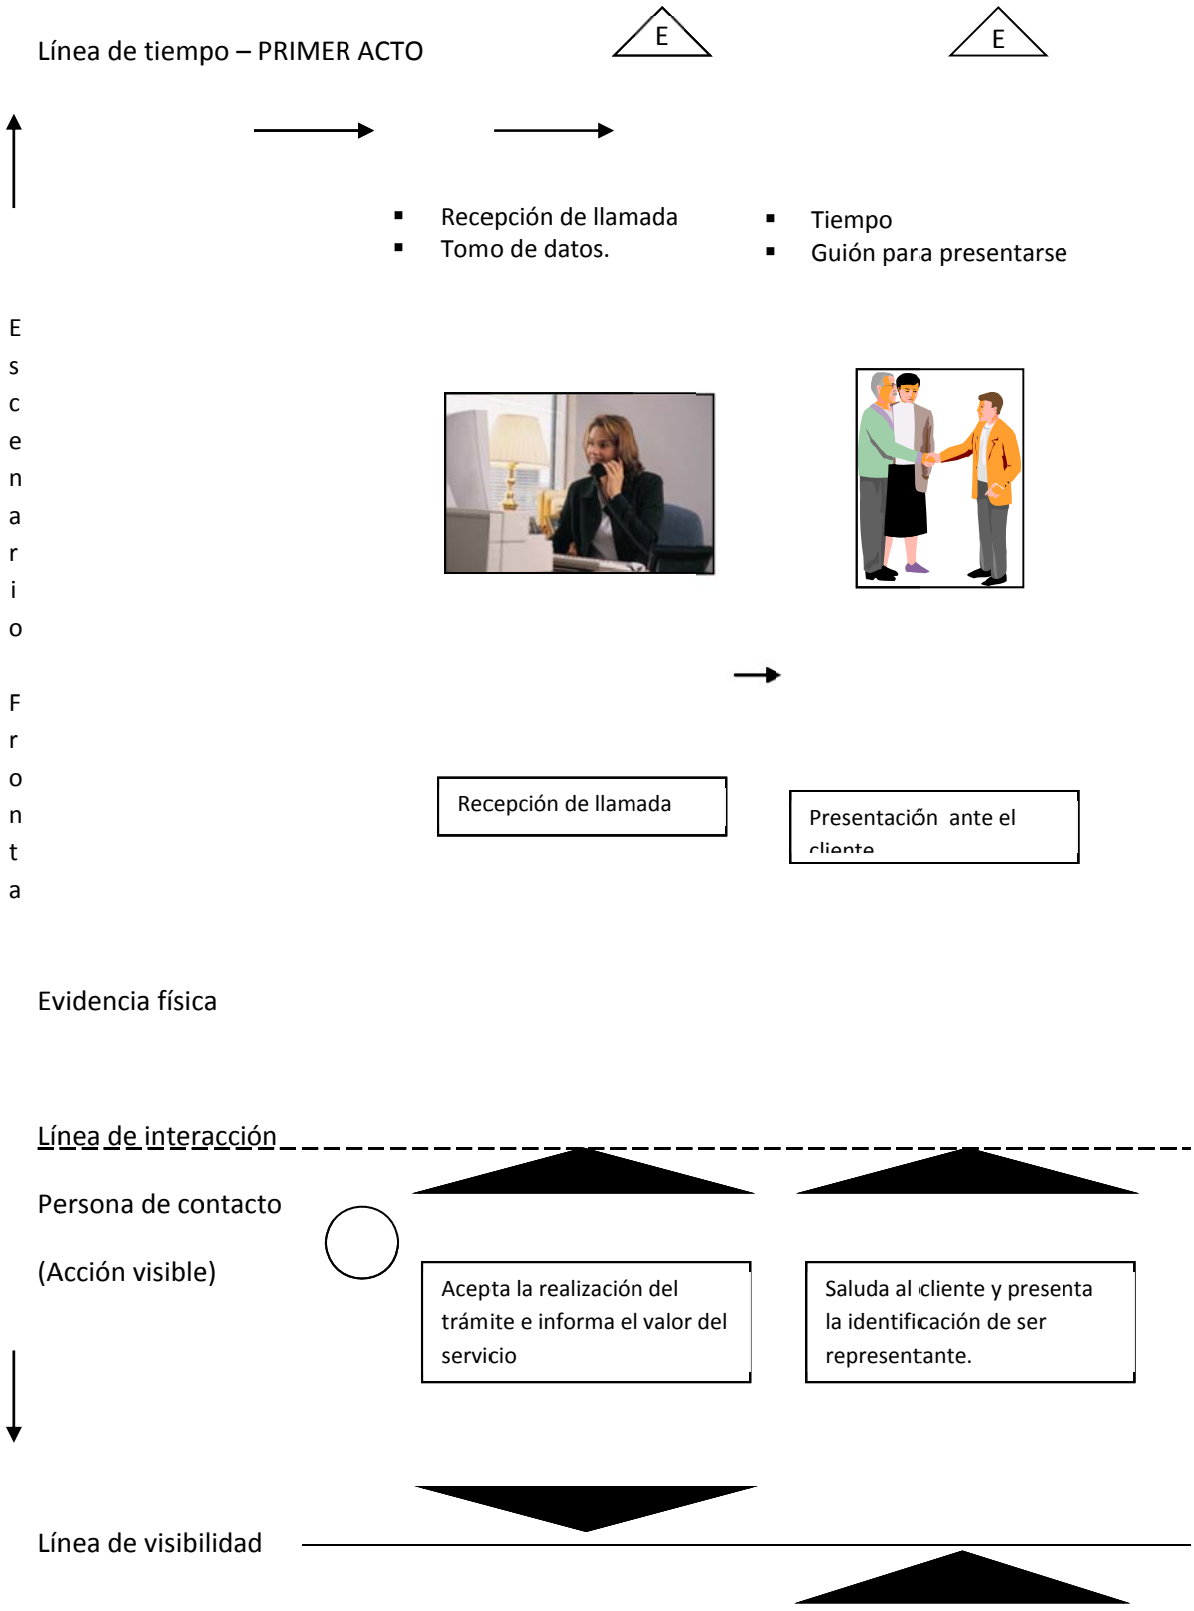 Línea de tiempo – PRIMER ACTO
E
E
▪ Recepción de llamada
▪ Tomo de datos.
▪ Tiempo
▪ Guión para presentarse
E
s
c
e
n
a
r
i
o
F
r
o
n
t
a
Recepción de llamada
Presentación ante el
cliente
Evidencia física
Línea de interacción
Persona de contacto
(Acción visible)
Acepta la realización del
trámite e informa el valor del
servicio
Saluda al cliente y presenta
la identificación de ser
representante.
Línea de visibilidad